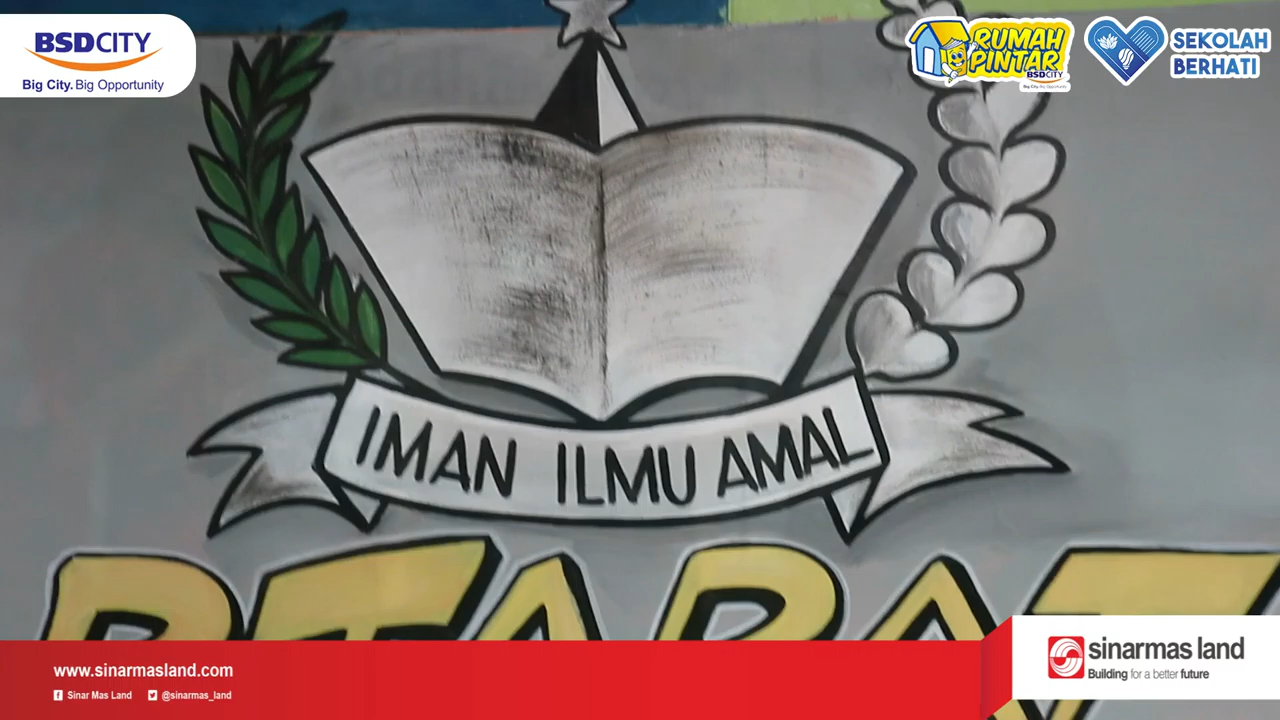 BSDCITY
Big City. Big Opportunity
RUMAH
PINTAR
BSDCITY
SEKOLAH
BERHATI
IMAN ILMU AMAL
www.sinarmasland.com
Sinar Mas Land
@sinarmas_land
sinarmas land
Building for a better future